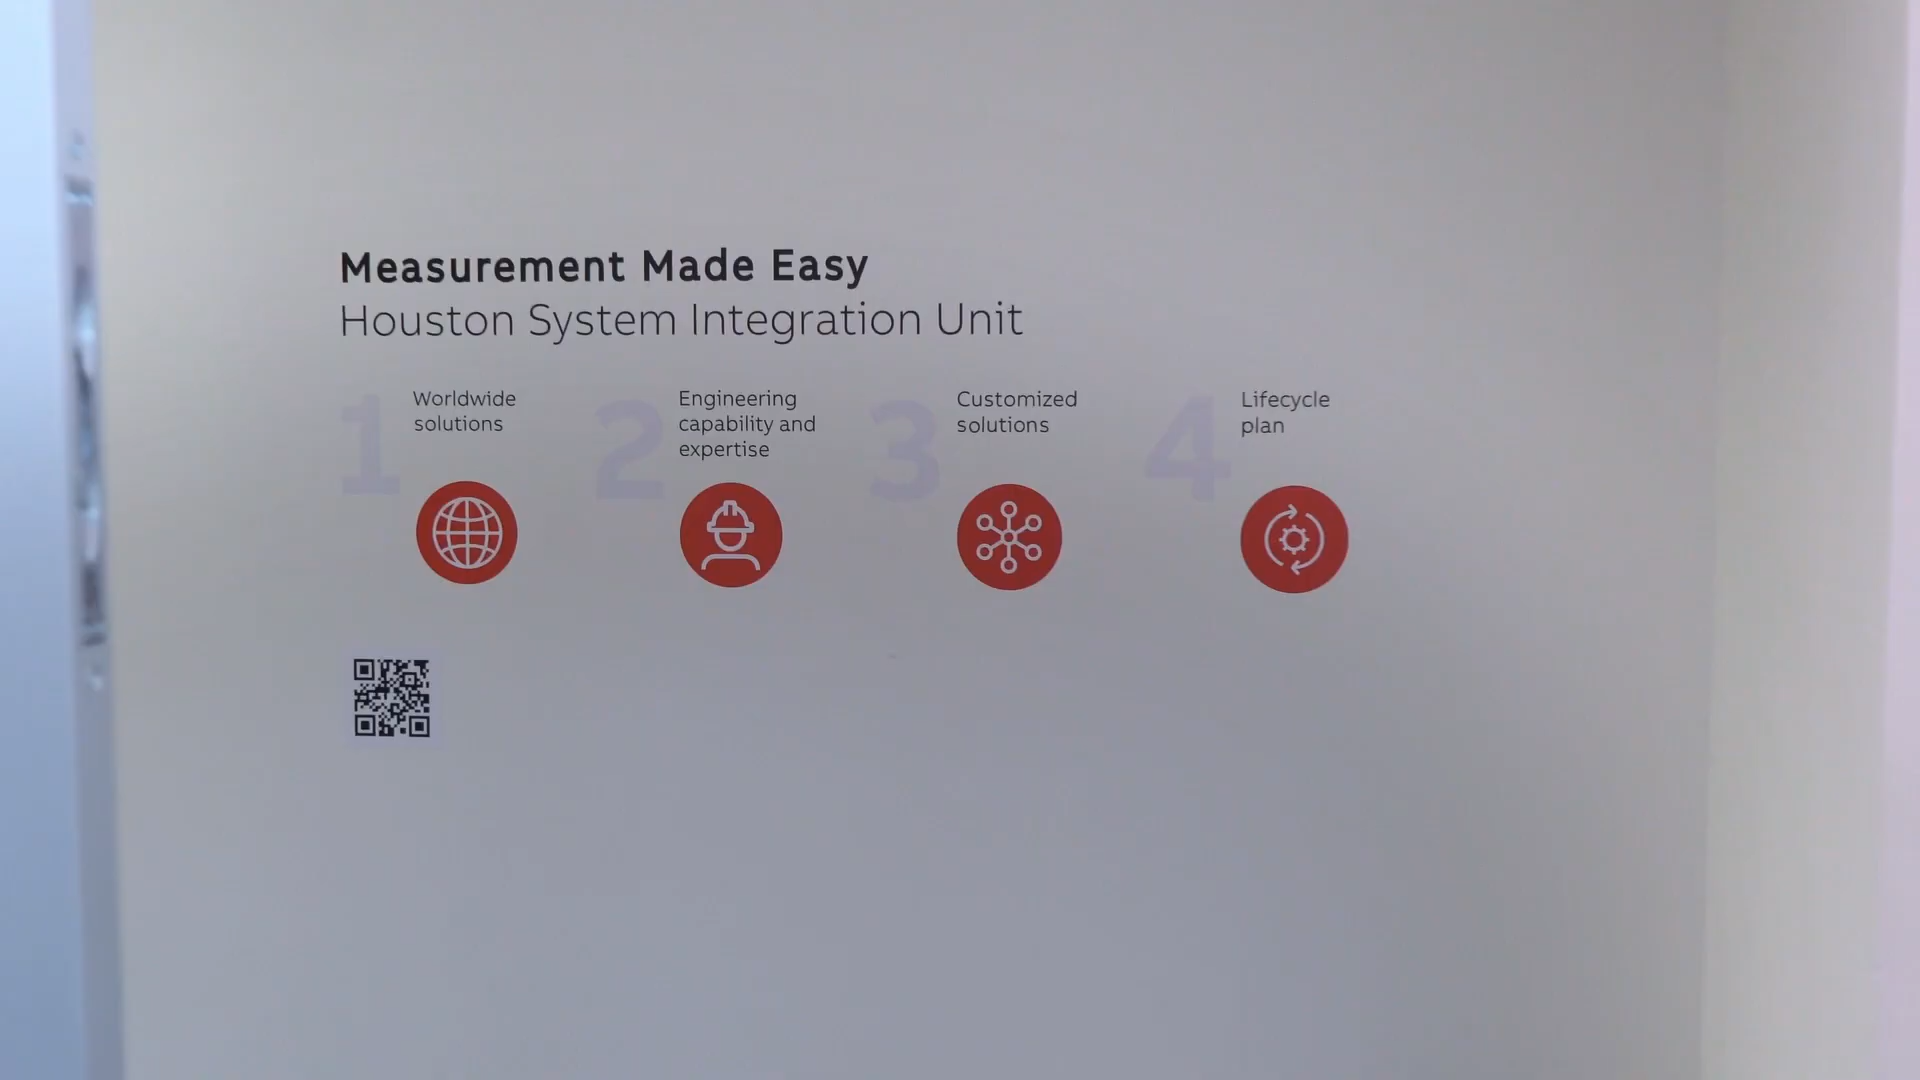 Measurement Made Easy
Houston System Integration Unit
1
Worldwide
solutions
2
Engineering
capability and
expertise
3
Customized
solutions
4
Lifecycle
plan